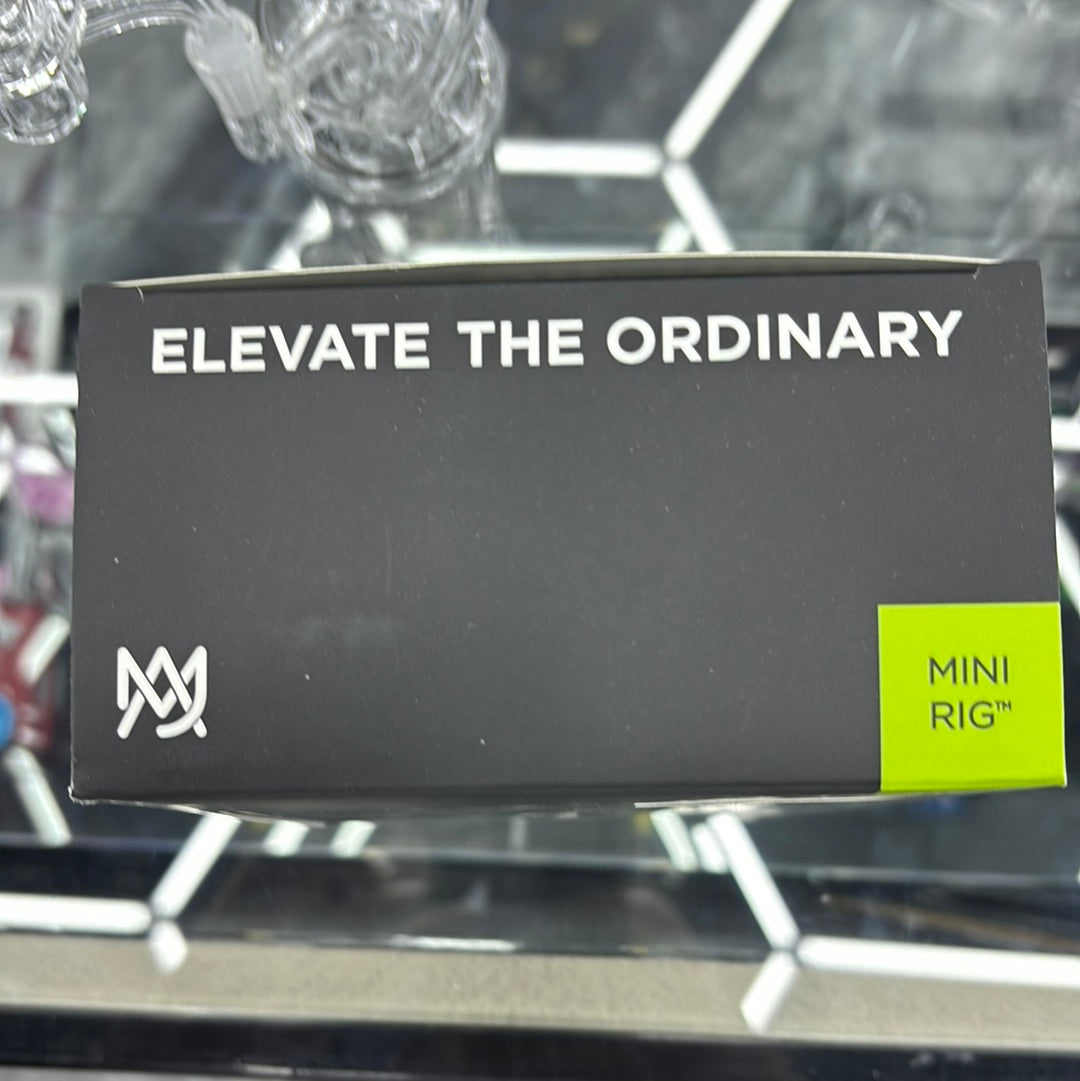 ELEVATE THE ORDINARY
MINI
RIG™